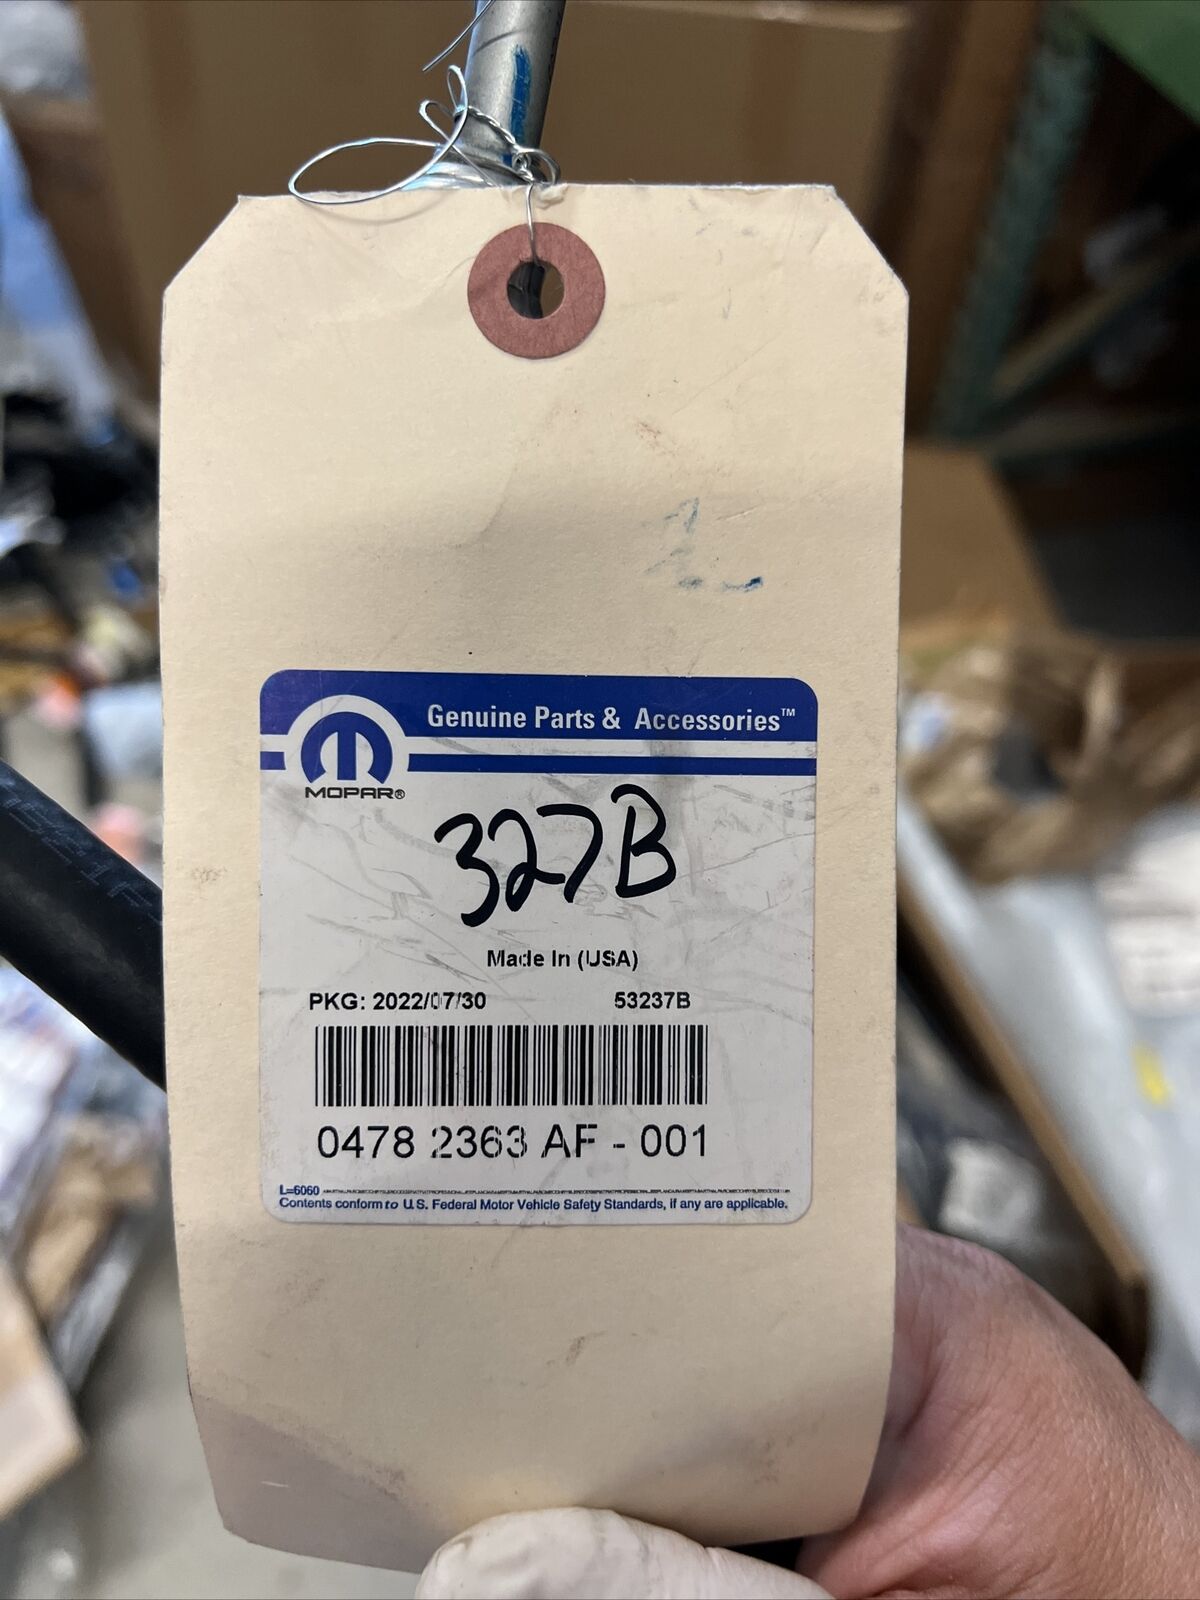 Genuine Parts & Accessories™
MOPAR®
327B
Made In (USA)
PKG: 2022/07/30 53237B
0478 2363 AF - 001
L=6060
Contents conform to U.S. Federal Motor Vehicle Safety Standards, if any are applicable.